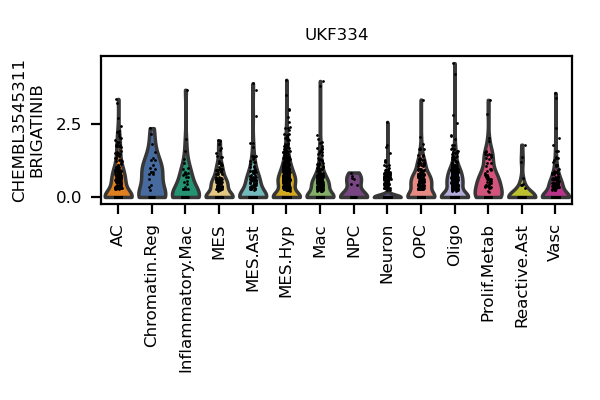 UKF334
CHEMBL3545311
BRIGATINIB
2.5
0.0
AC
Chromatin.Reg
Inflammatory.Mac
MES
MES.Ast
MES.Hyp
Mac
NPC
Neuron
OPC
Oligo
Prolif.Metab
Reactive.Ast
Vasc